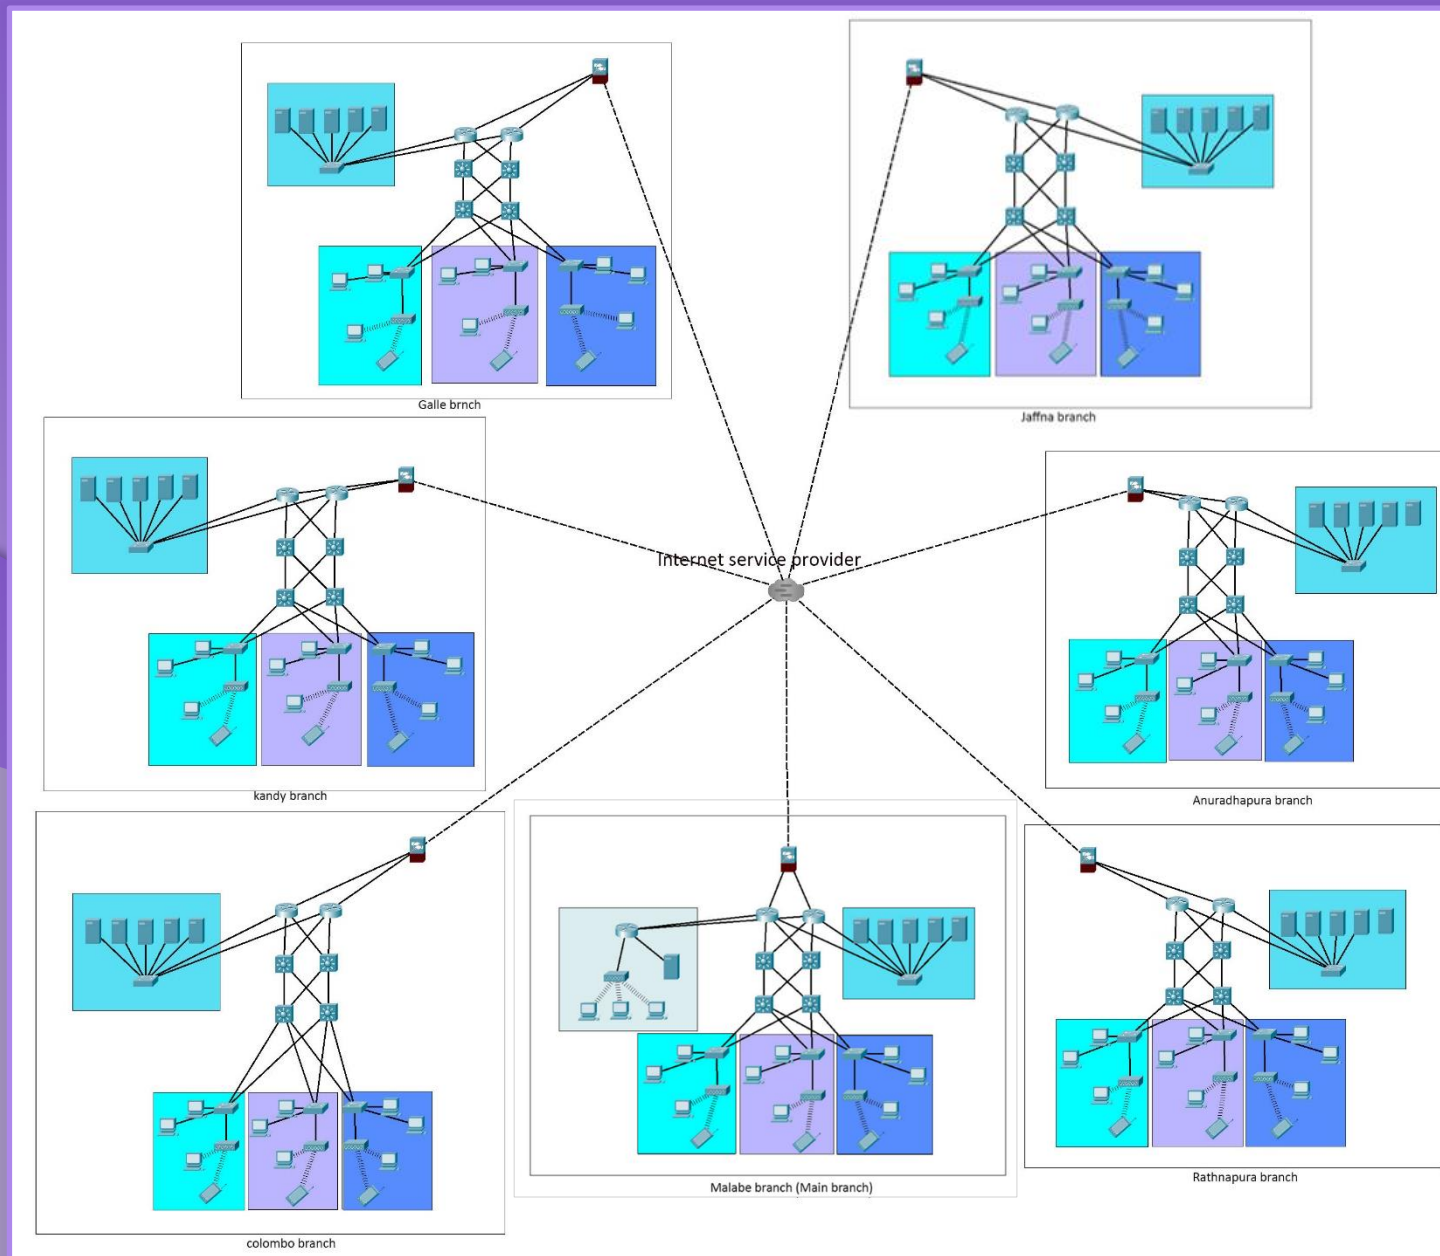 Galle brnch
Jaffna branch
Internet service provider
kandy branch
Anuradhapura branch
Malabe branch (Main branch)
Rathnapura branch
colombo branch